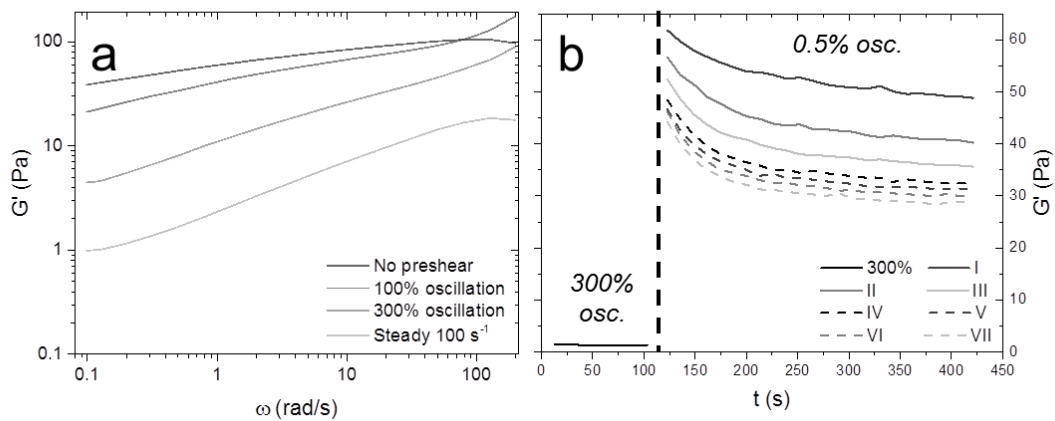 a
G' (Pa)
100
10
1
0.1
0.1
1
10
100
ω (rad/s)
No preshear
100% oscillation
300% oscillation
Steady 100 s⁻¹
b
0.5% osc.
300%
osc.
60
50
40
30
20
10
0
G' (Pa)
300% I
II III
IV V
VI VII
0 50 100 150 200 250 300 350 400 450
t (s)